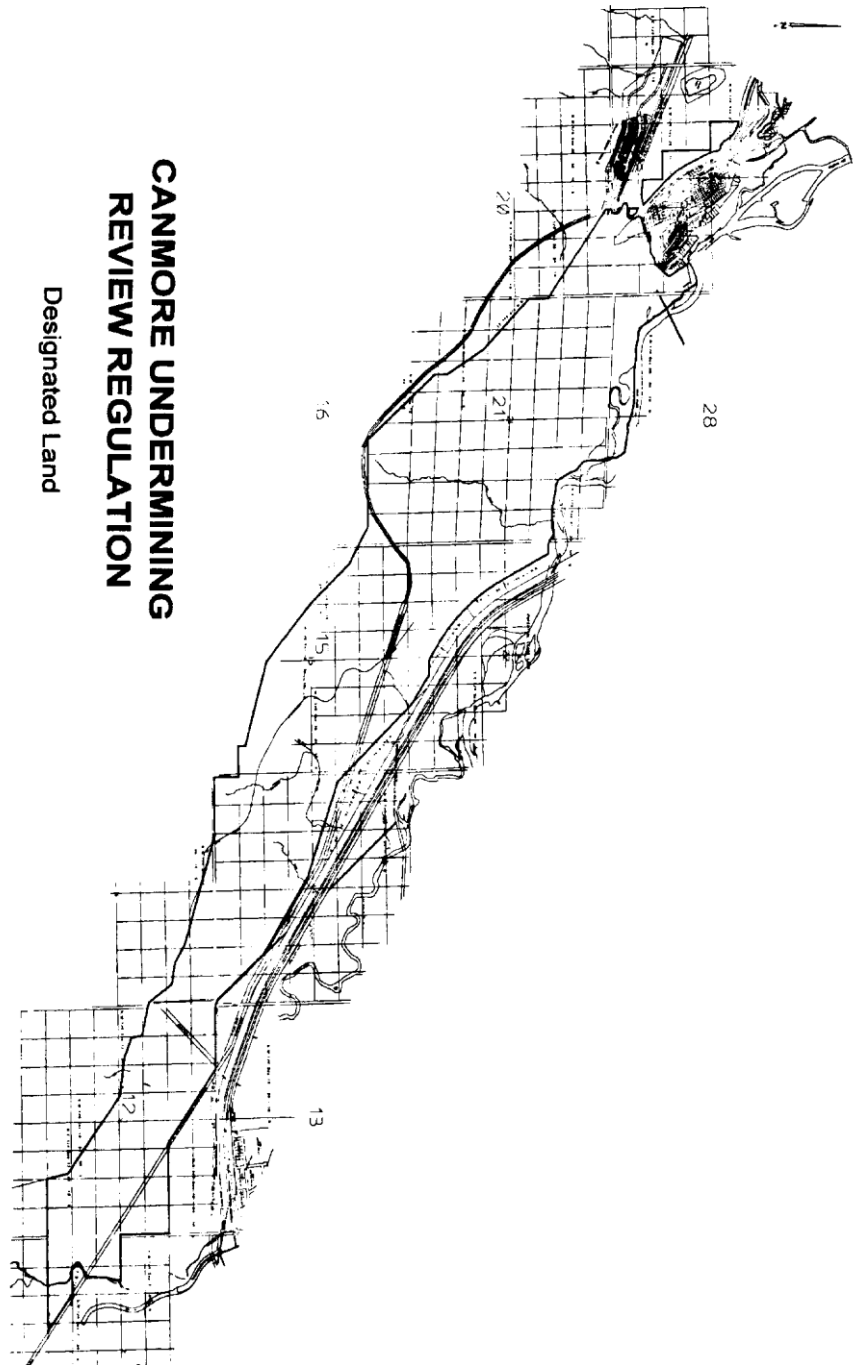 CANMORE UNDERMINING
REVIEW REGULATION
Designated Land
N
28
20
21
16
15
13
12